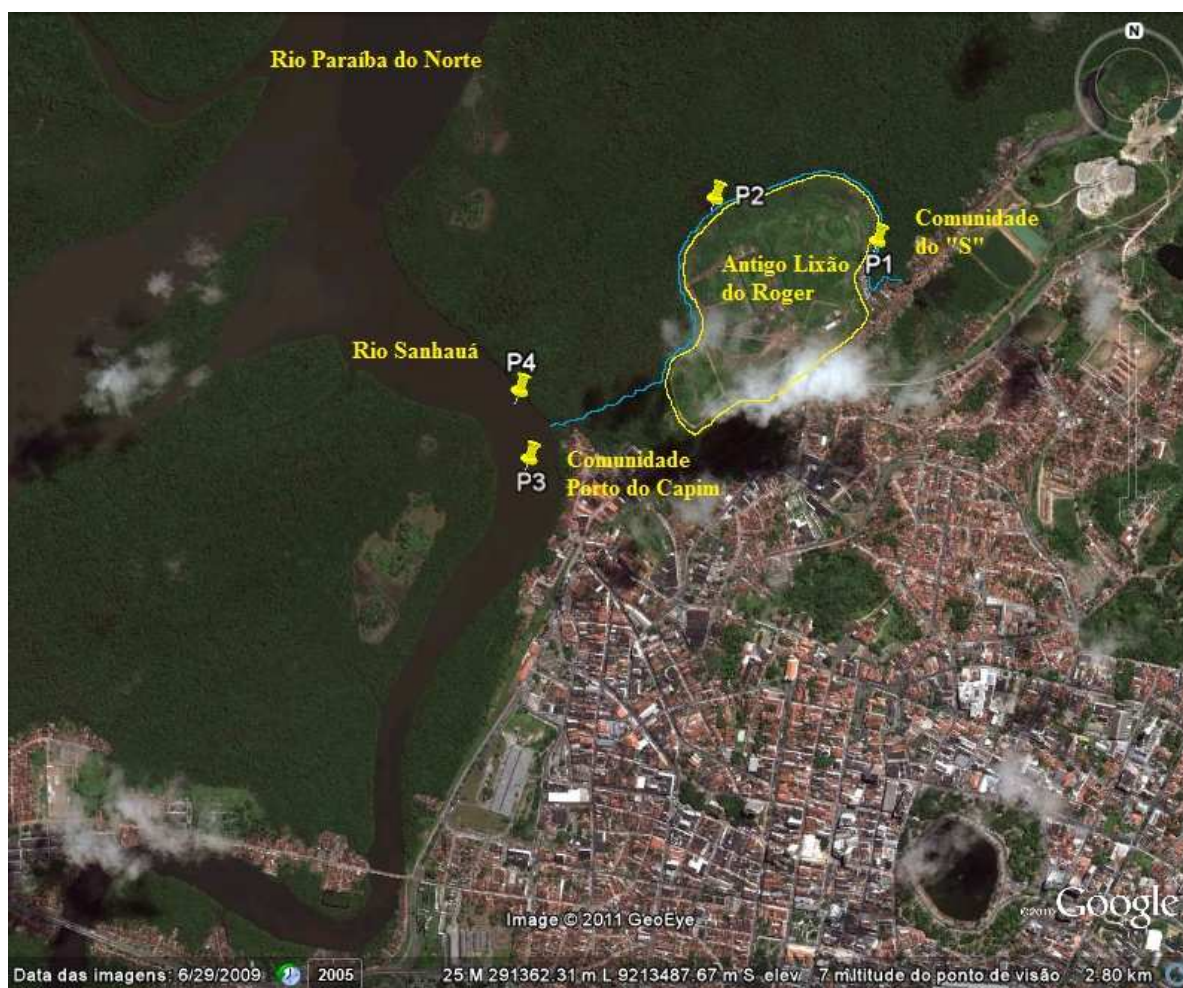 N
Rio Paraíba do Norte
P2
Comunidade
do "S"
P1
Antigo Lixão
do Roger
Rio Sanhauá
P4
P3
Comunidade
Porto do Capim
Image © 2011 GeoEye
Google
Data das imagens: 6/29/2009 2005 25 M 291362.31 m L 9213487.67 m S elev 7 m ltitude do ponto de visão 2.80 km